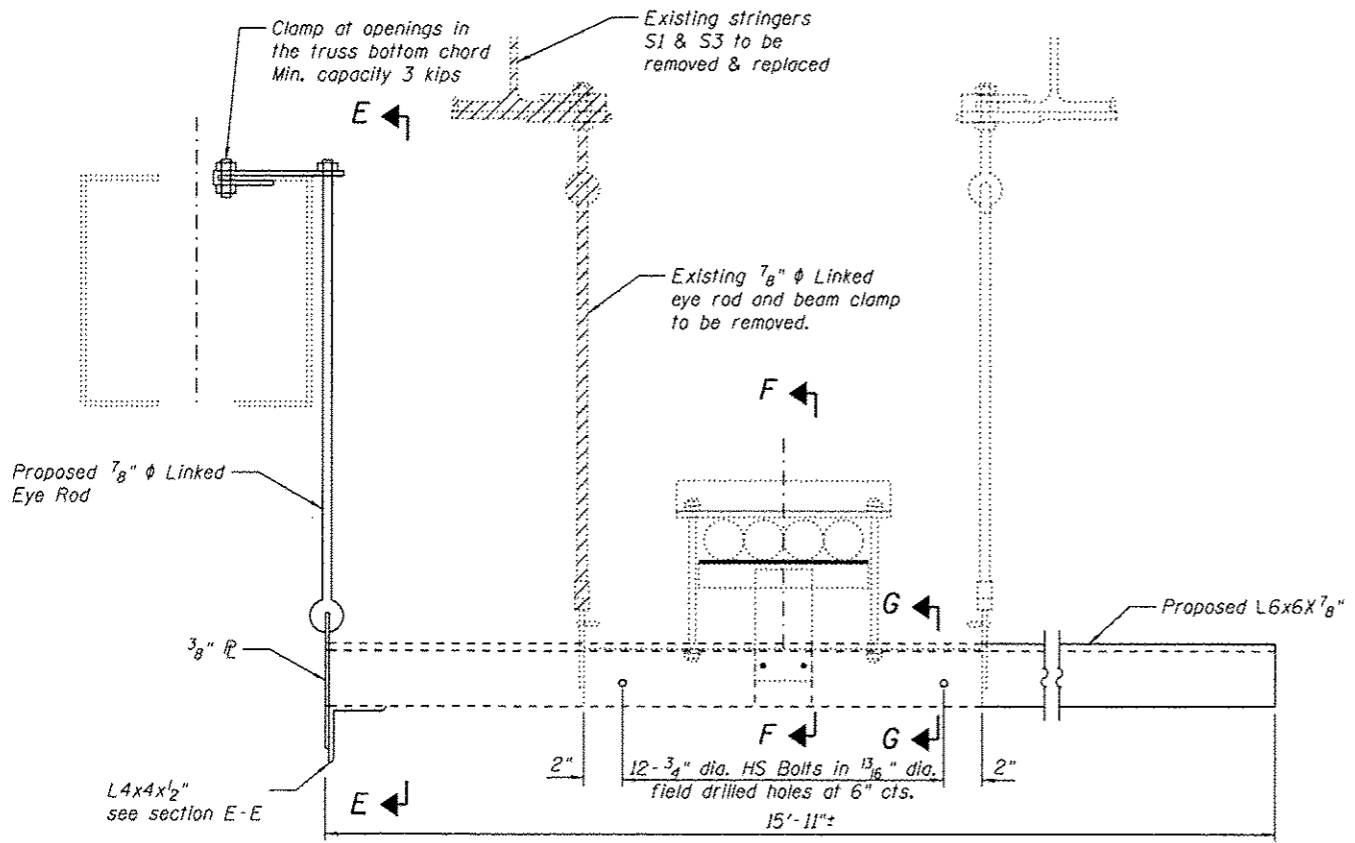 Clamp at openings in
the truss bottom chord
Min. capacity 3 kips
Existing stringers
S1 & S3 to be
removed & replaced
E
Existing 7/8" ϕ Linked
eye rod and beam clamp
to be removed.
F
Proposed 7/8" ϕ Linked
Eye Rod
G
Proposed L6x6x7/8"
3/8" ℄
F
G
2"
12-3/4" dia. HS Bolts in 13/16" dia.
field drilled holes at 6" cts.
2"
L4x4x1/2"
see section E-E
E
15'-11"±